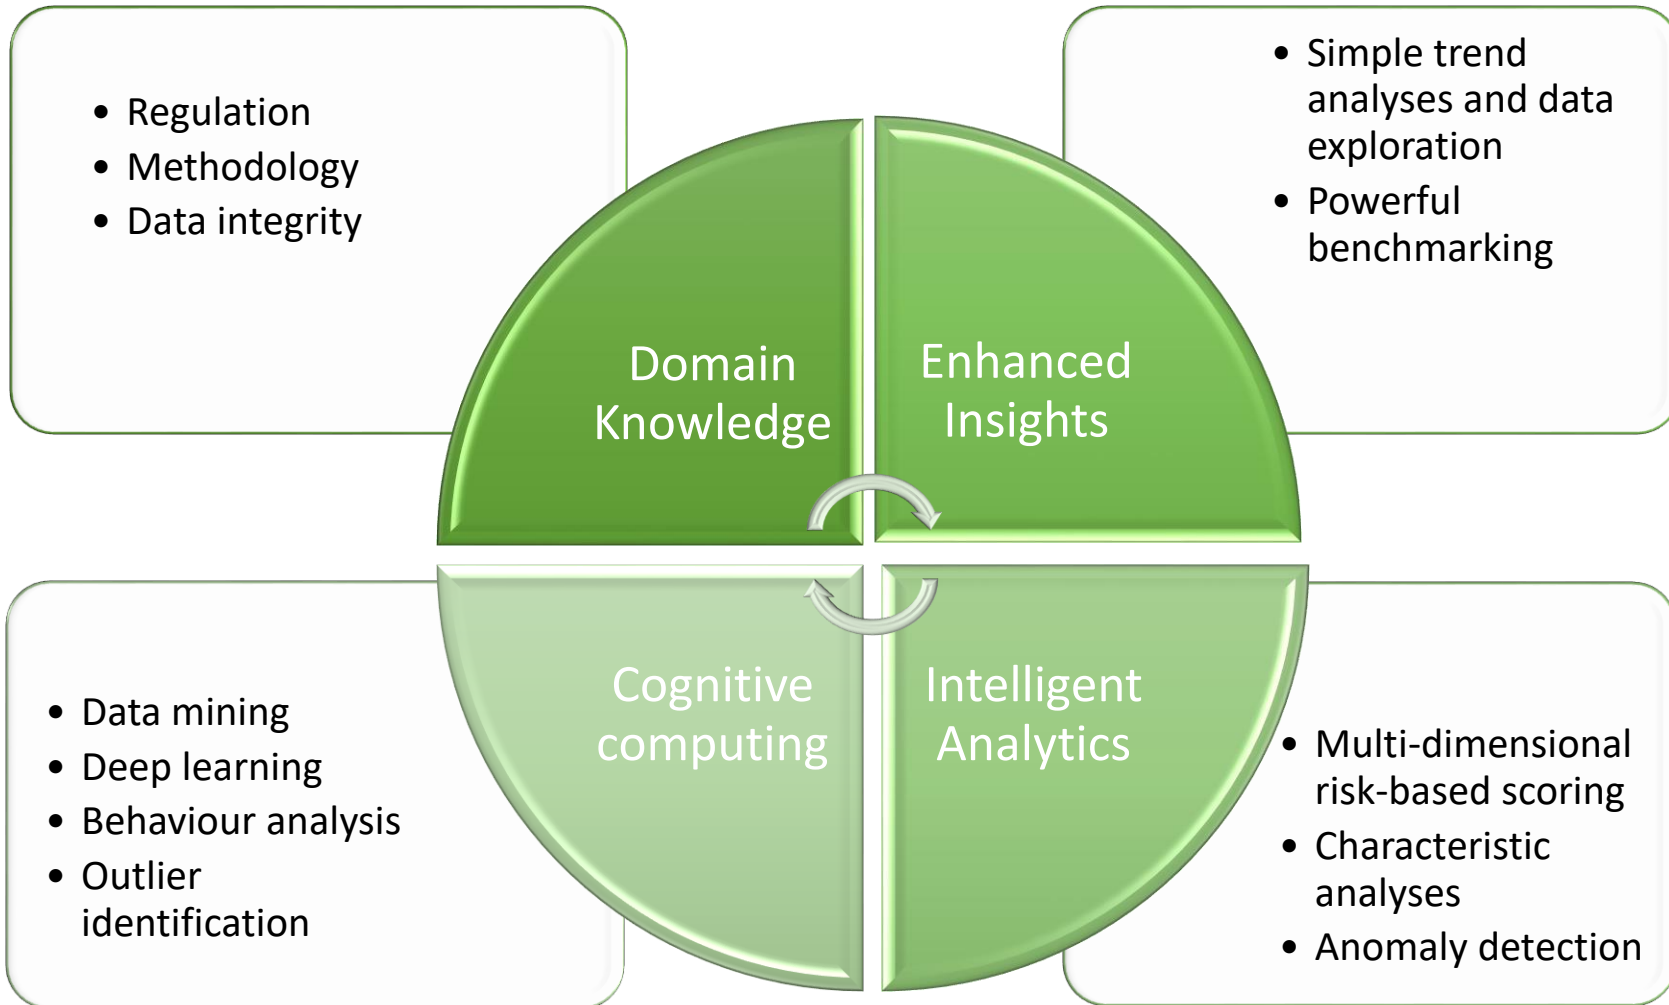 • Regulation
• Methodology
• Data integrity
• Simple trend
analyses and data
exploration
• Powerful
benchmarking
Domain
Knowledge
Enhanced
Insights
Cognitive
computing
Intelligent
Analytics
• Data mining
• Deep learning
• Behaviour analysis
• Outlier
identification
• Multi-dimensional
risk-based scoring
• Characteristic
analyses
• Anomaly detection